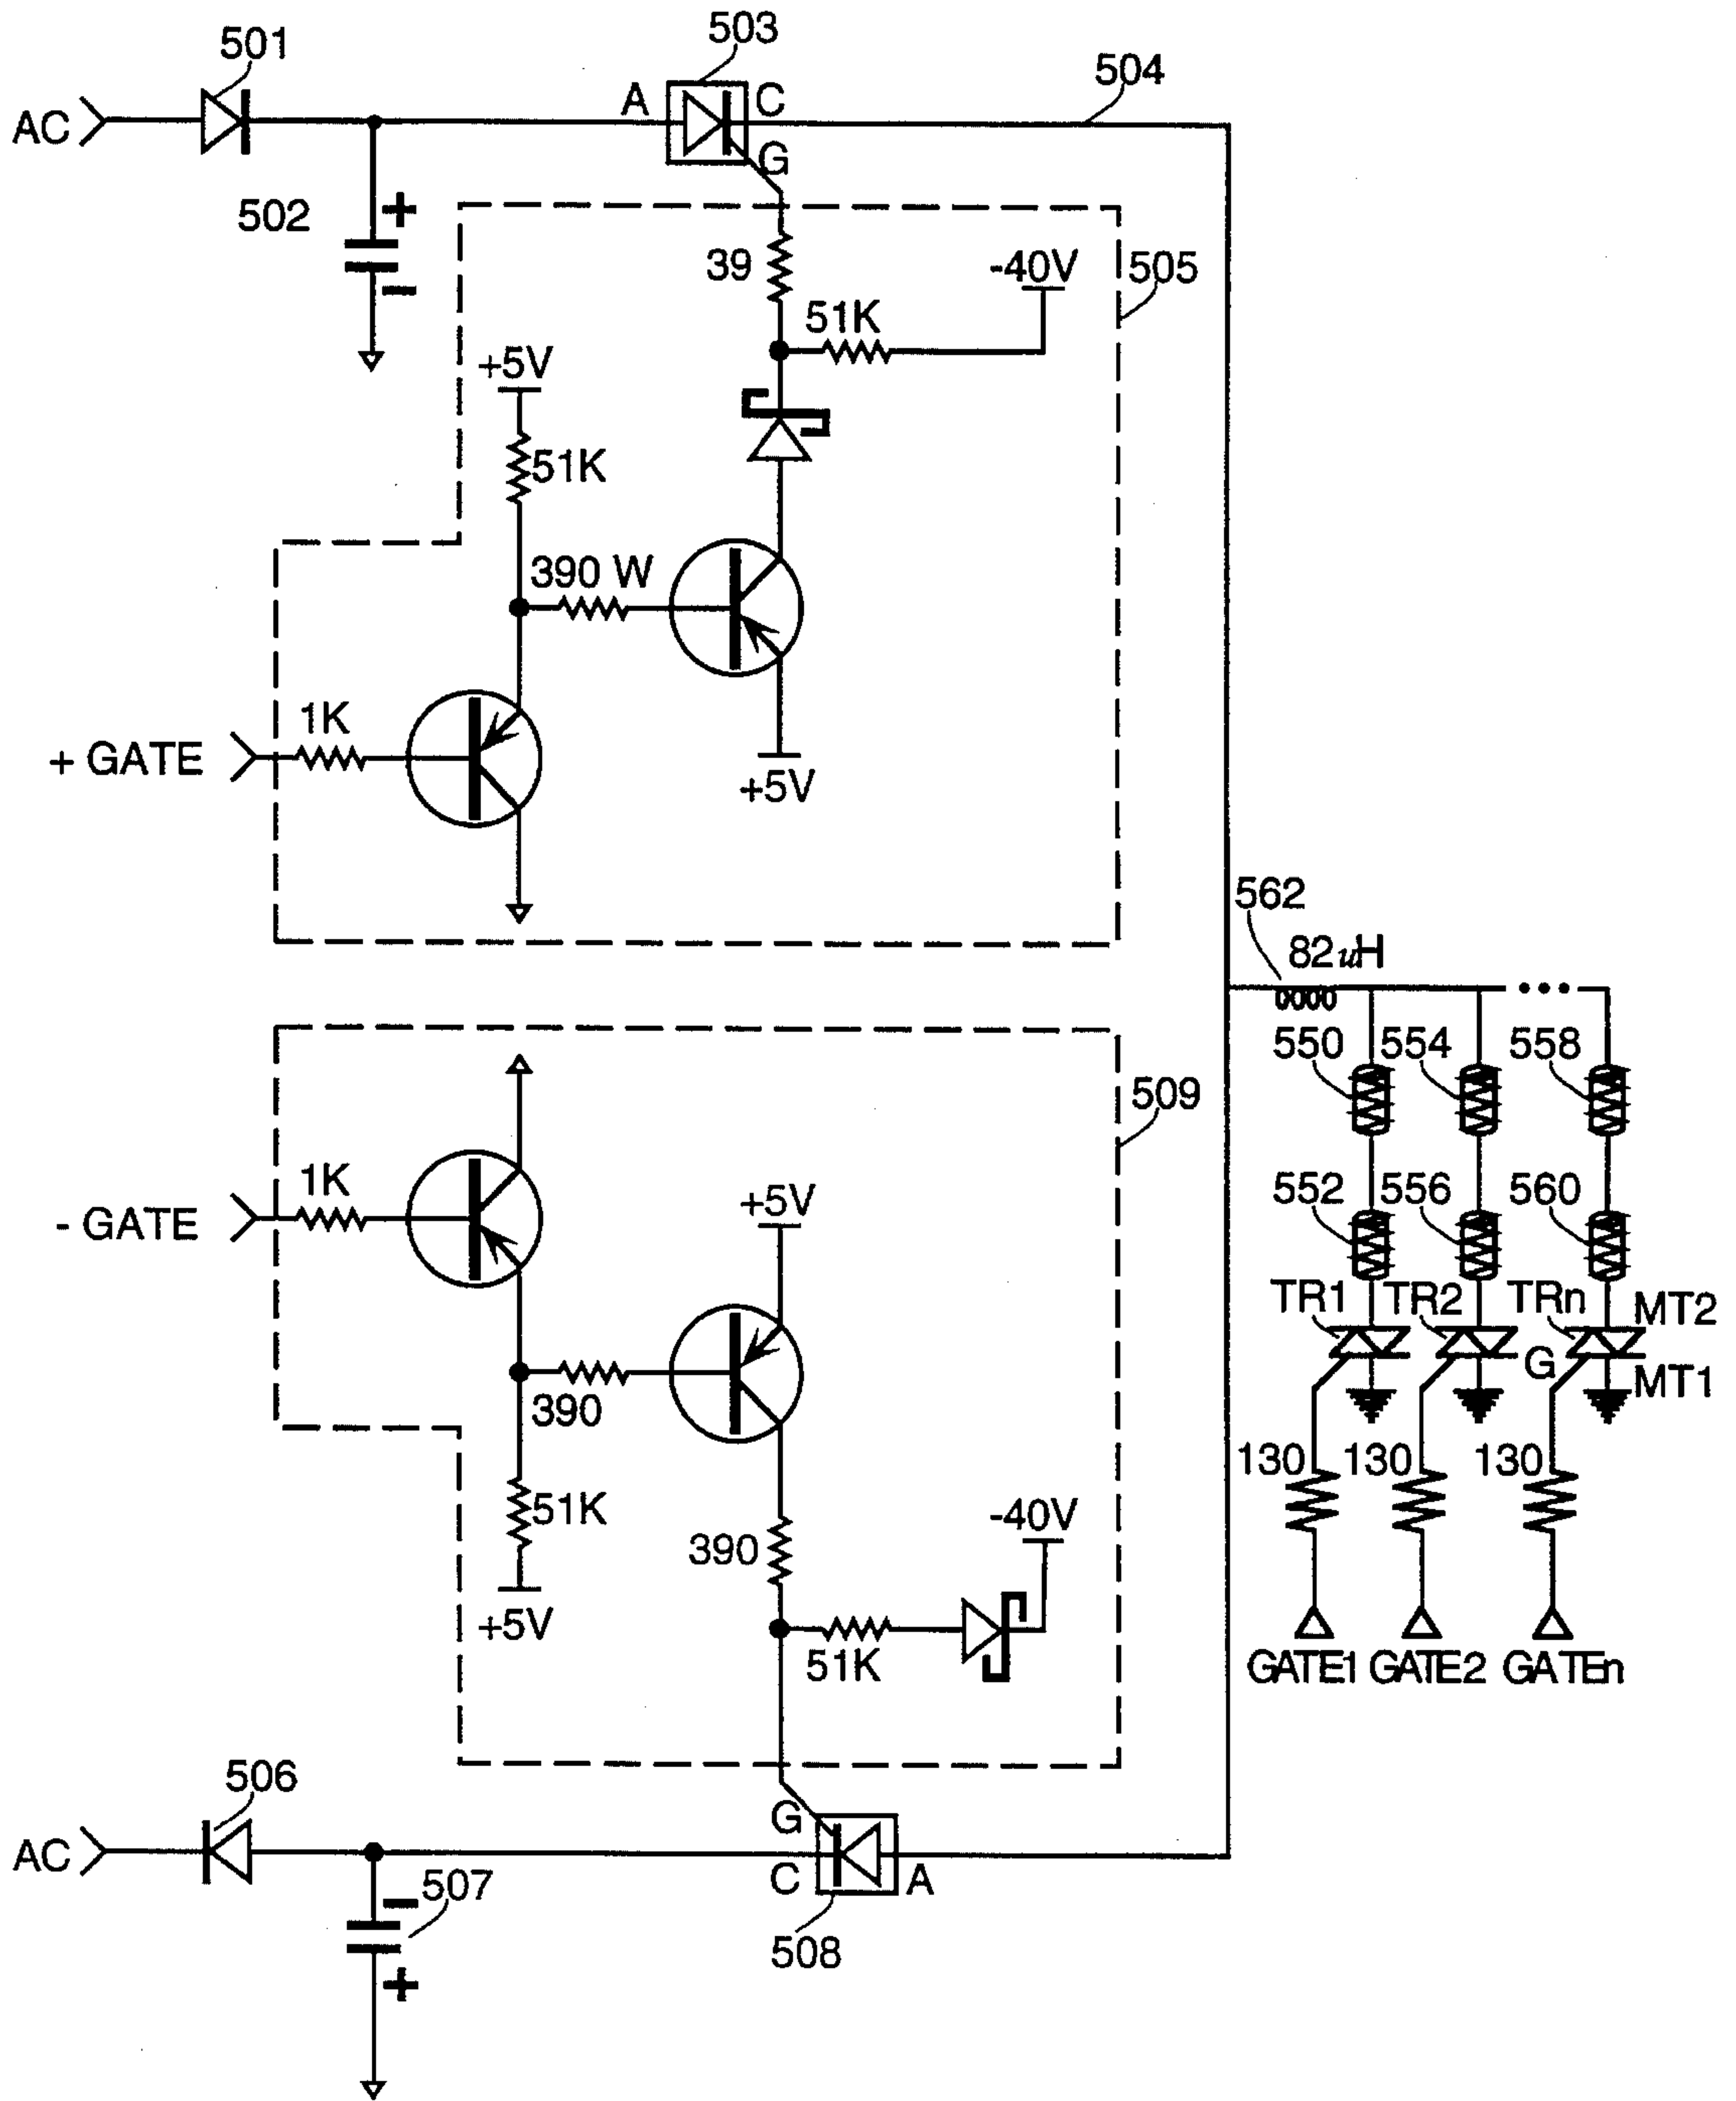 501
503
504
AC
A
C
G
502
+
−
39
-40V
505
51K
+5V
51K
390 W
1K
+ GATE
+5V
562
82uH
550
554
558
509
1K
- GATE
+5V
552
556
560
TR1
TR2
TRn
MT2
G
MT1
390
51K
130
130
130
-40V
390
+5V
51K
GATE1
GATE2
GATEn
506
G
AC
C
A
−
507
508
+